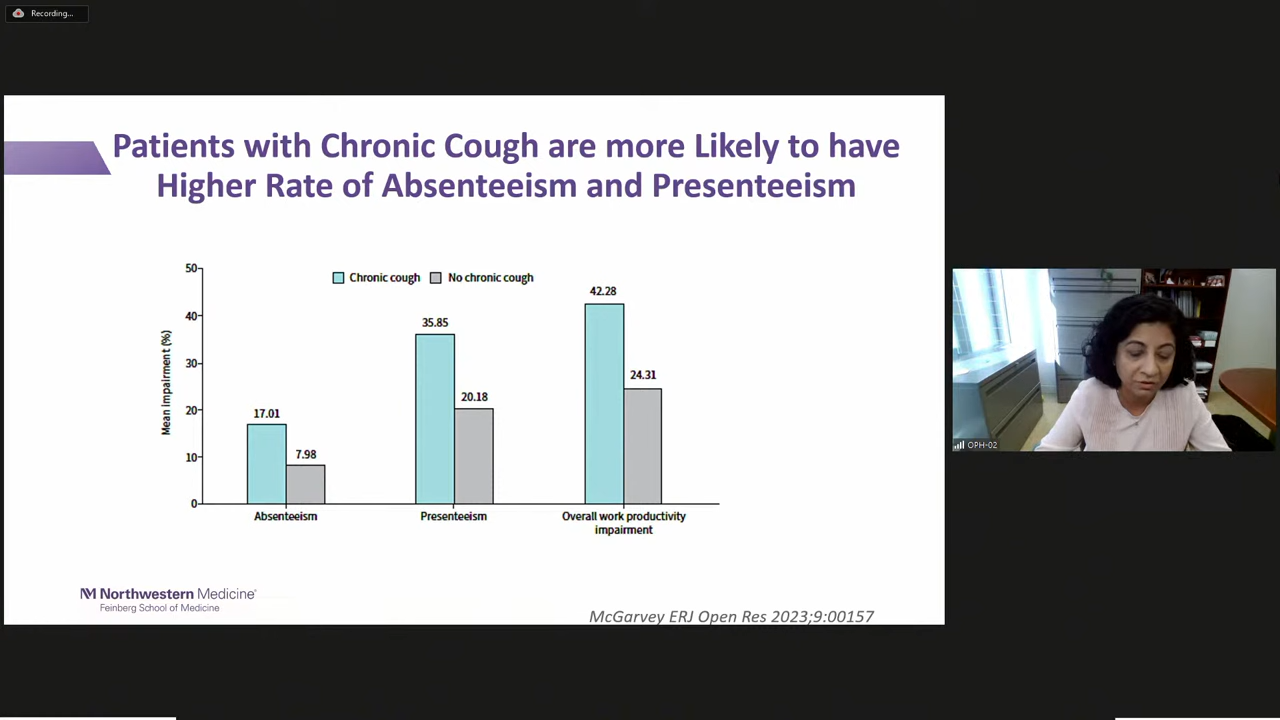 Recording...
Patients with Chronic Cough are more Likely to have
Higher Rate of Absenteeism and Presenteeism
Chronic cough
No chronic cough
Mean impairment (%)
50
40
30
20
10
0
17.01
7.98
35.85
20.18
42.28
24.31
Absenteeism
Presenteeism
Overall work productivity
impairment
Northwestern Medicine®
Feinberg School of Medicine
McGarvey ERJ Open Res 2023;9:00157
OPH-02